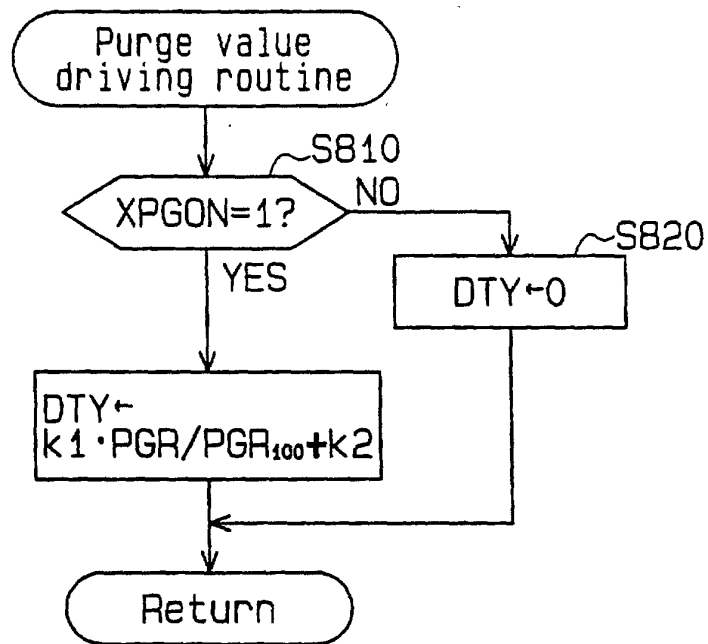 Purge value
driving routine
S810
XPGON=1?
NO
S820
YES
DTY←0
DTY←
k1·PGR/PGR₁₀₀+k2
Return